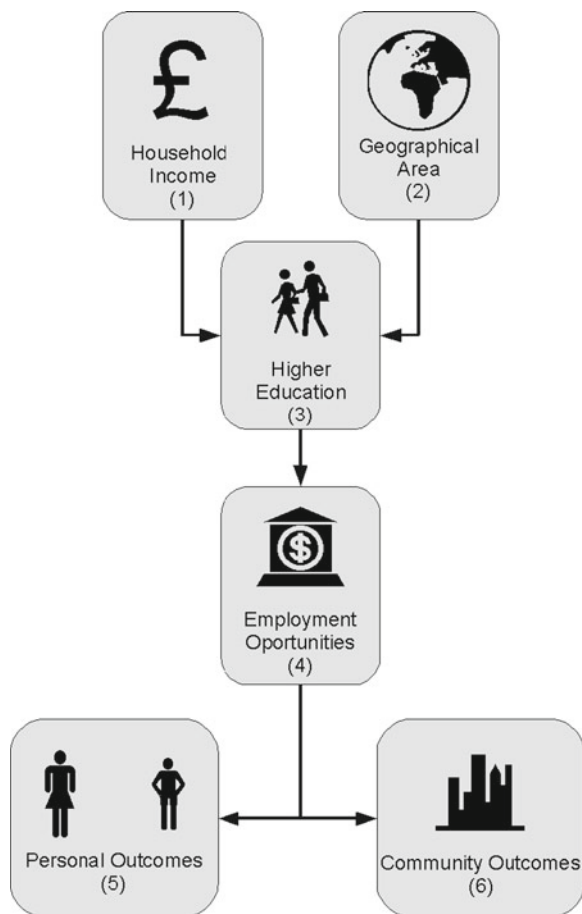 £
Household
Income
(1)
Geographical
Area
(2)
Higher
Education
(3)
$
Employment
Oportunities
(4)
Personal Outcomes
(5)
Community Outcomes
(6)